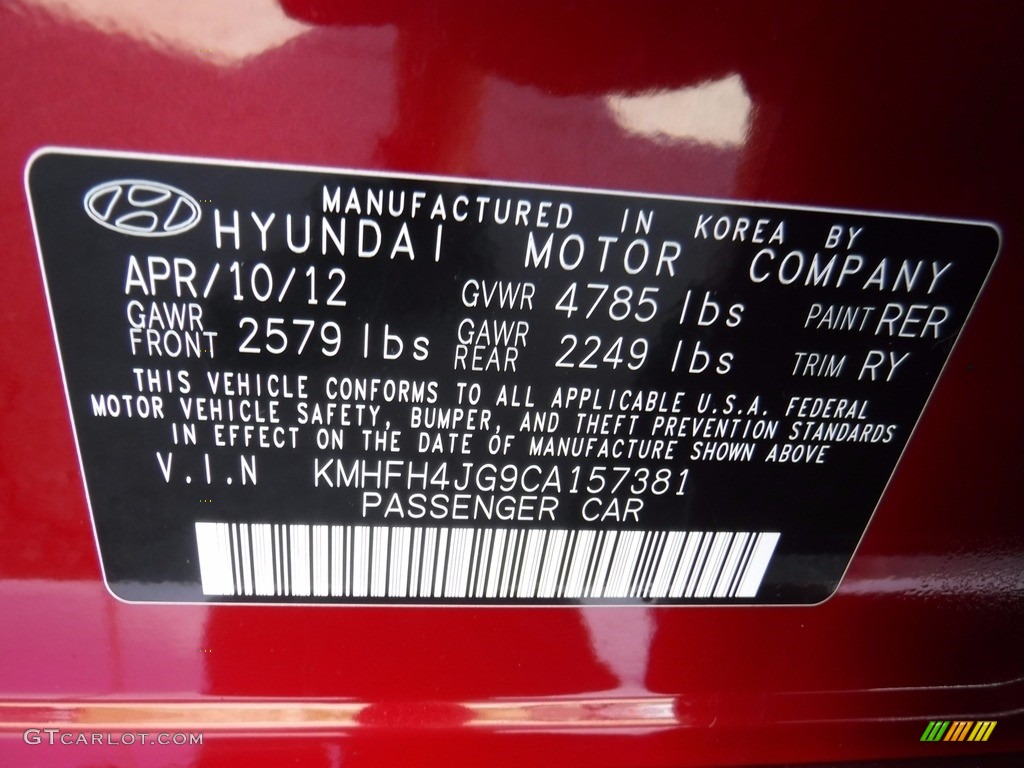 MANUFACTURED IN KOREA BY
HYUNDAI MOTOR COMPANY
APR/10/12 GVWR 4785 lbs PAINT RER
GAWR FRONT 2579 lbs GAWR REAR 2249 lbs TRIM RY
THIS VEHICLE CONFORMS TO ALL APPLICABLE U.S.A. FEDERAL
MOTOR VEHICLE SAFETY, BUMPER, AND THEFT PREVENTION STANDARDS
IN EFFECT ON THE DATE OF MANUFACTURE SHOWN ABOVE
V.I.N KMHFH4JG9CA157381
PASSENGER CAR
GTCARLOT.COM